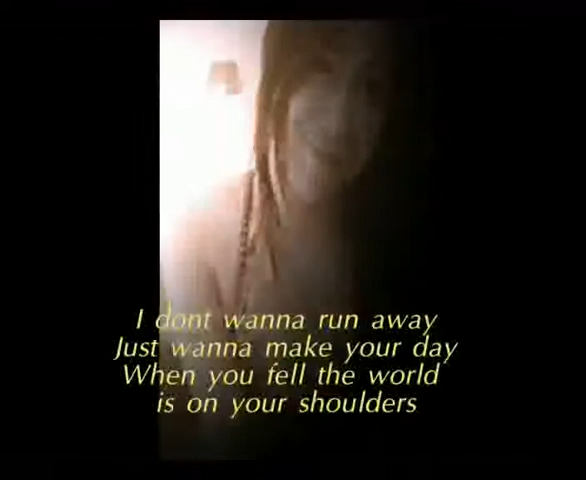 I dont wanna run away
Just wanna make your day
When you fell the world
is on your shoulders